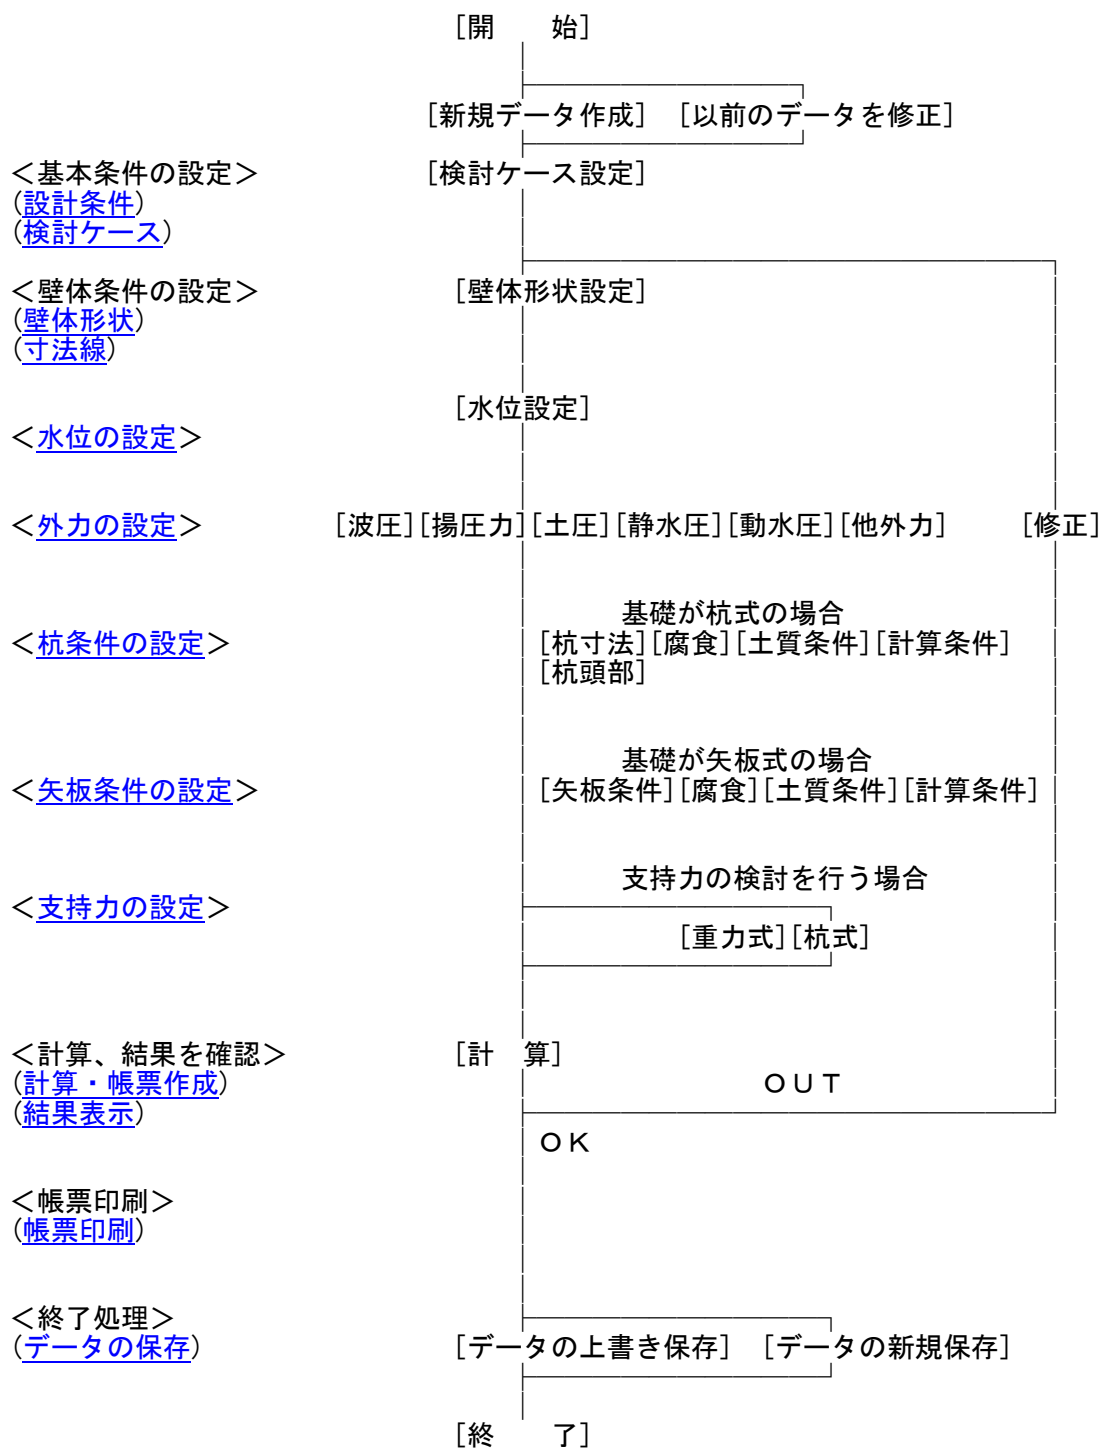 [開　　始]
[新規データ作成] [以前のデータを修正]
＜基本条件の設定＞ [検討ケース設定]
(設計条件)
(検討ケース)
＜壁体条件の設定＞ [壁体形状設定]
(壁体形状)
(寸法線)
[水位設定]
＜水位の設定＞
＜外力の設定＞ [波圧][揚圧力][土圧][静水圧][動水圧][他外力] [修正]
基礎が杭式の場合
＜杭条件の設定＞ [杭寸法][腐食][土質条件][計算条件]
[杭頭部]
基礎が矢板式の場合
＜矢板条件の設定＞ [矢板条件][腐食][土質条件][計算条件]
支持力の検討を行う場合
＜支持力の設定＞
[重力式][杭式]
＜計算、結果を確認＞ [計　算]
(計算・帳票作成) ＯＵＴ
(結果表示)
ＯＫ
＜帳票印刷＞
(帳票印刷)
＜終了処理＞
(データの保存) [データの上書き保存] [データの新規保存]
[終　　了]